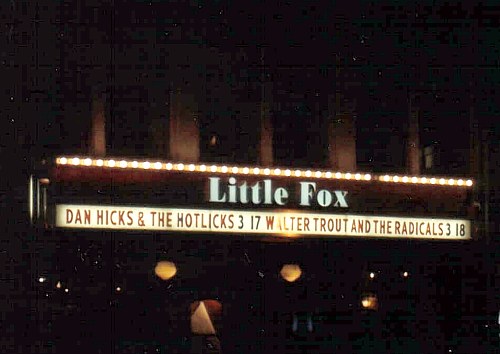 Little Fox
DAN HICKS & THE HOTLICKS 3 17 WALTER TROUT AND THE RADICALS 3 18